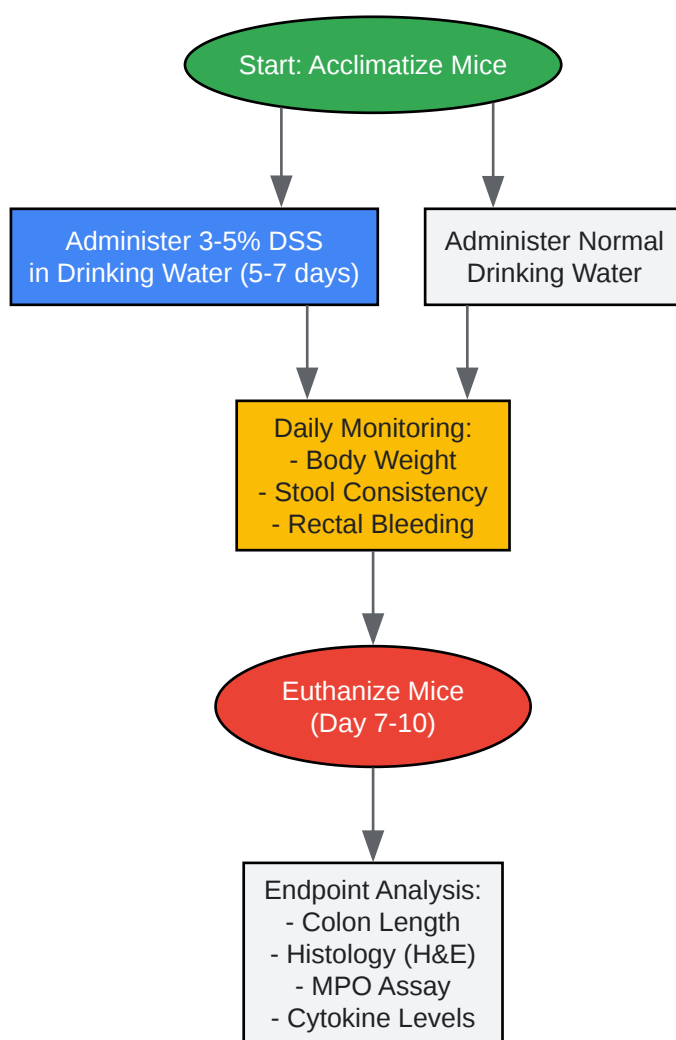 Start: Acclimatize Mice
Administer 3-5% DSS
in Drinking Water (5-7 days)
Administer Normal
Drinking Water
Daily Monitoring:
- Body Weight
- Stool Consistency
- Rectal Bleeding
Euthanize Mice
(Day 7-10)
Endpoint Analysis:
- Colon Length
- Histology (H&E)
- MPO Assay
- Cytokine Levels